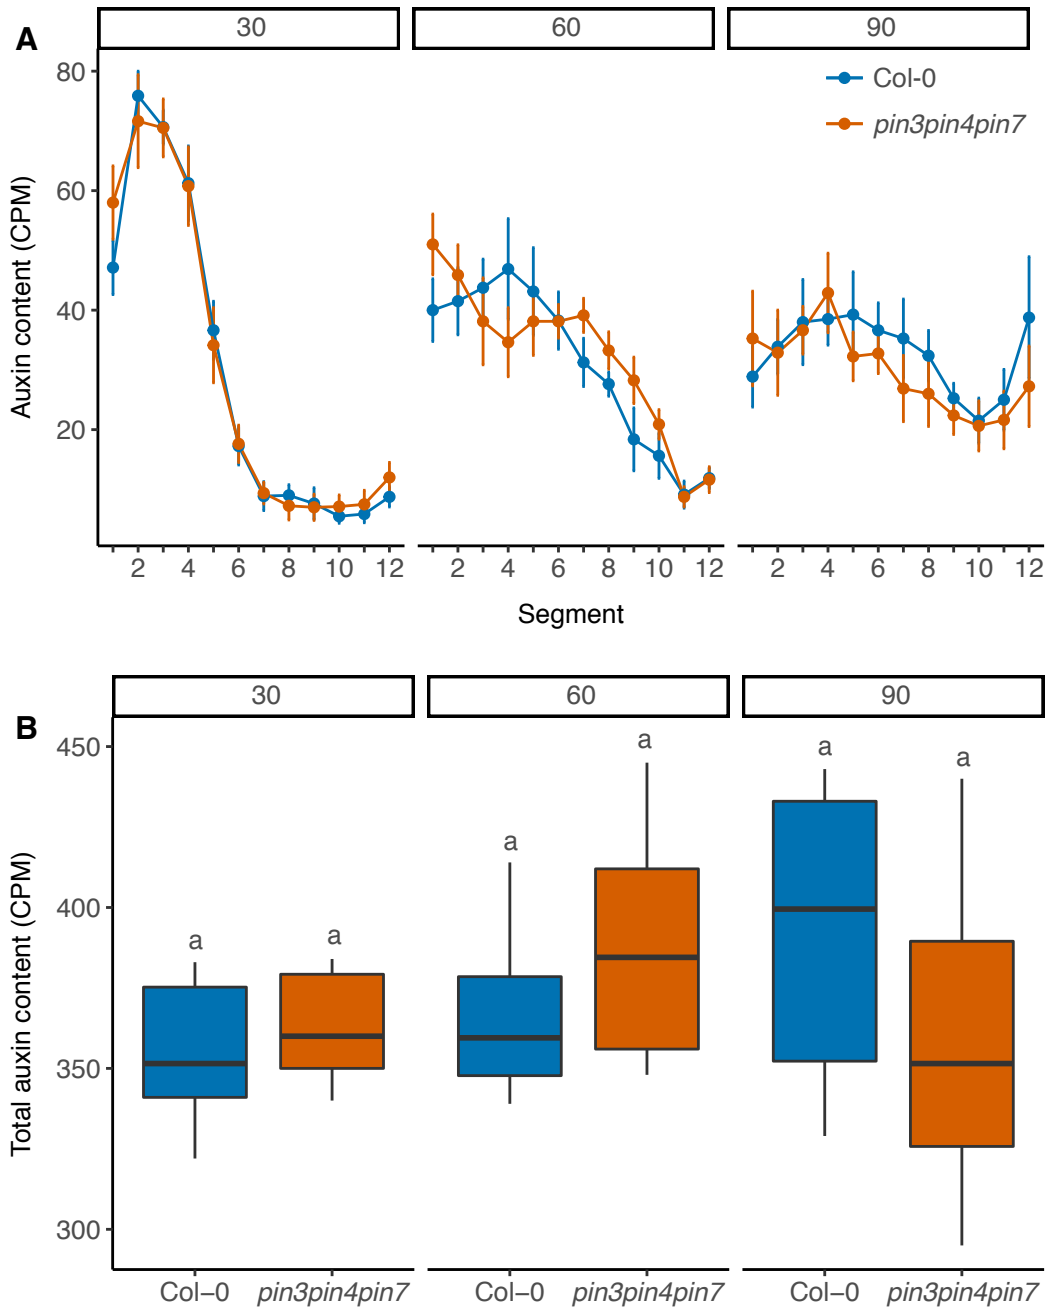 A
30 60 90
Col-0
pin3pin4pin7
Auxin content (CPM)
80
60
40
20
2 4 6 8 10 12 2 4 6 8 10 12 2 4 6 8 10 12
Segment
B
30 60 90
Total auxin content (CPM)
450
400
350
300
a a a a a a
Col−0 pin3pin4pin7 Col−0 pin3pin4pin7 Col−0 pin3pin4pin7